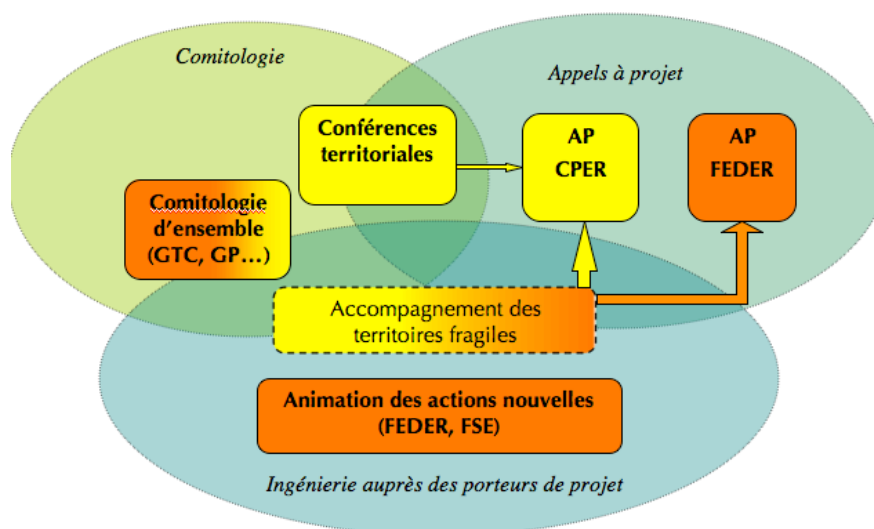 Comitologie
Appels à projet
Conférences
territoriales
AP
CPER
AP
FEDER
Comitologie
d'ensemble
(GTC, GP...)
Accompagnement des
territoires fragiles
Animation des actions nouvelles
(FEDER, FSE)
Ingénierie auprès des porteurs de projet